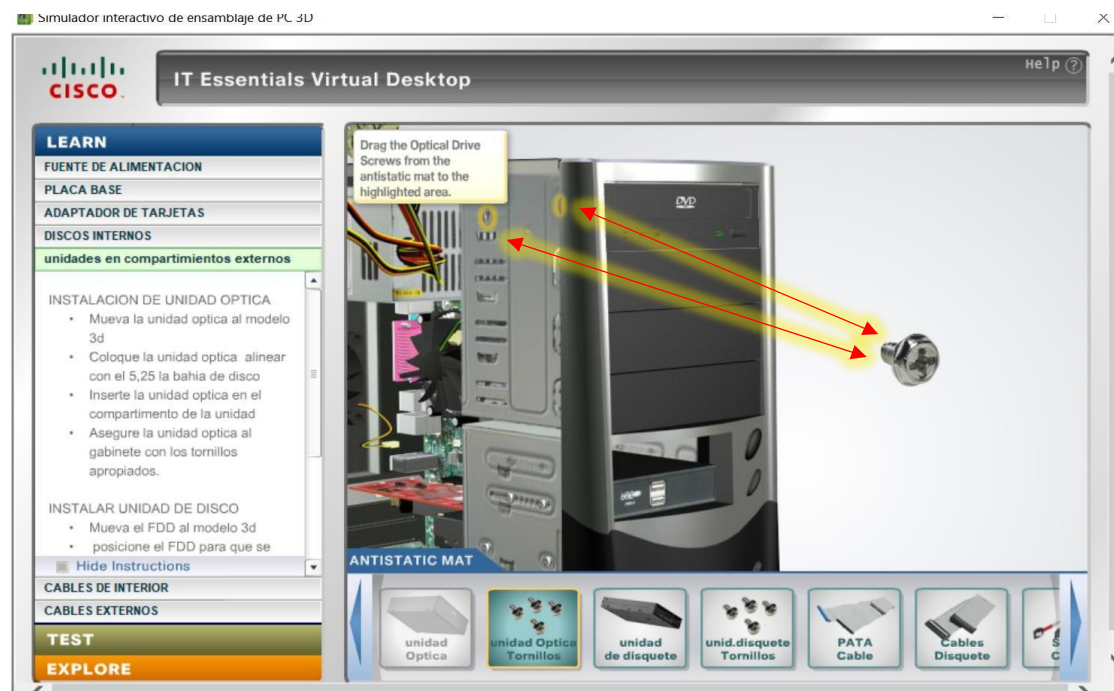 Simulador interactivo de ensamblaje de PC 3D
CISCO
IT Essentials Virtual Desktop
Help ?
LEARN
FUENTE DE ALIMENTACION
PLACA BASE
ADAPTADOR DE TARJETAS
DISCOS INTERNOS
unidades en compartimientos externos
INSTALACION DE UNIDAD OPTICA
• Mueva la unidad optica al modelo
3d
• Coloque la unidad optica alinear
con el 5,25 la bahia de disco
• Inserte la unidad optica en el
compartimento de la unidad
• Asegure la unidad optica al
gabinete con los tornillos
apropiados.
INSTALAR UNIDAD DE DISCO
• Mueva el FDD al modelo 3d
• posicione el FDD para que se
Hide Instructions
CABLES DE INTERIOR
CABLES EXTERNOS
TEST
EXPLORE
Drag the Optical Drive
Screws from the
antistatic mat to the
highlighted area.
DVD
ANTISTATIC MAT
unidad
Optica
unidad Optica
Tornillos
unidad
de disquete
unid.disquete
Tornillos
PATA
Cable
Cables
Disquete
S
C